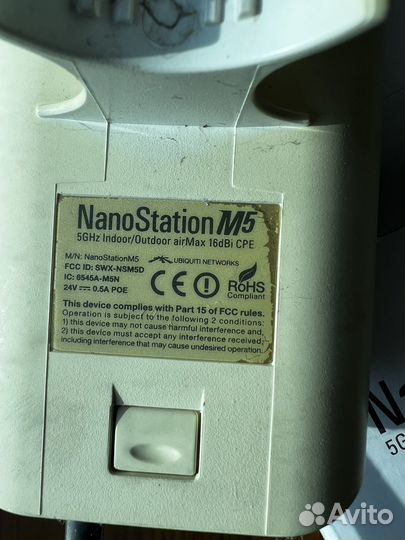 NanoStation M5
5GHz Indoor/Outdoor airMax 16dBi CPE
M/N: NanoStationM5
UBIQUITI NETWORKS
FCC ID: SWX-NSM5D
IC: 6545A-M5N
24V ⎓ 0.5A POE
CE
RoHS
Compliant
This device complies with Part 15 of FCC rules.
Operation is subject to the following 2 conditions:
1) this device may not cause harmful interference and,
2) this device must accept any interference received;
including interference that may cause undesired operation.
Na
5G
Avito